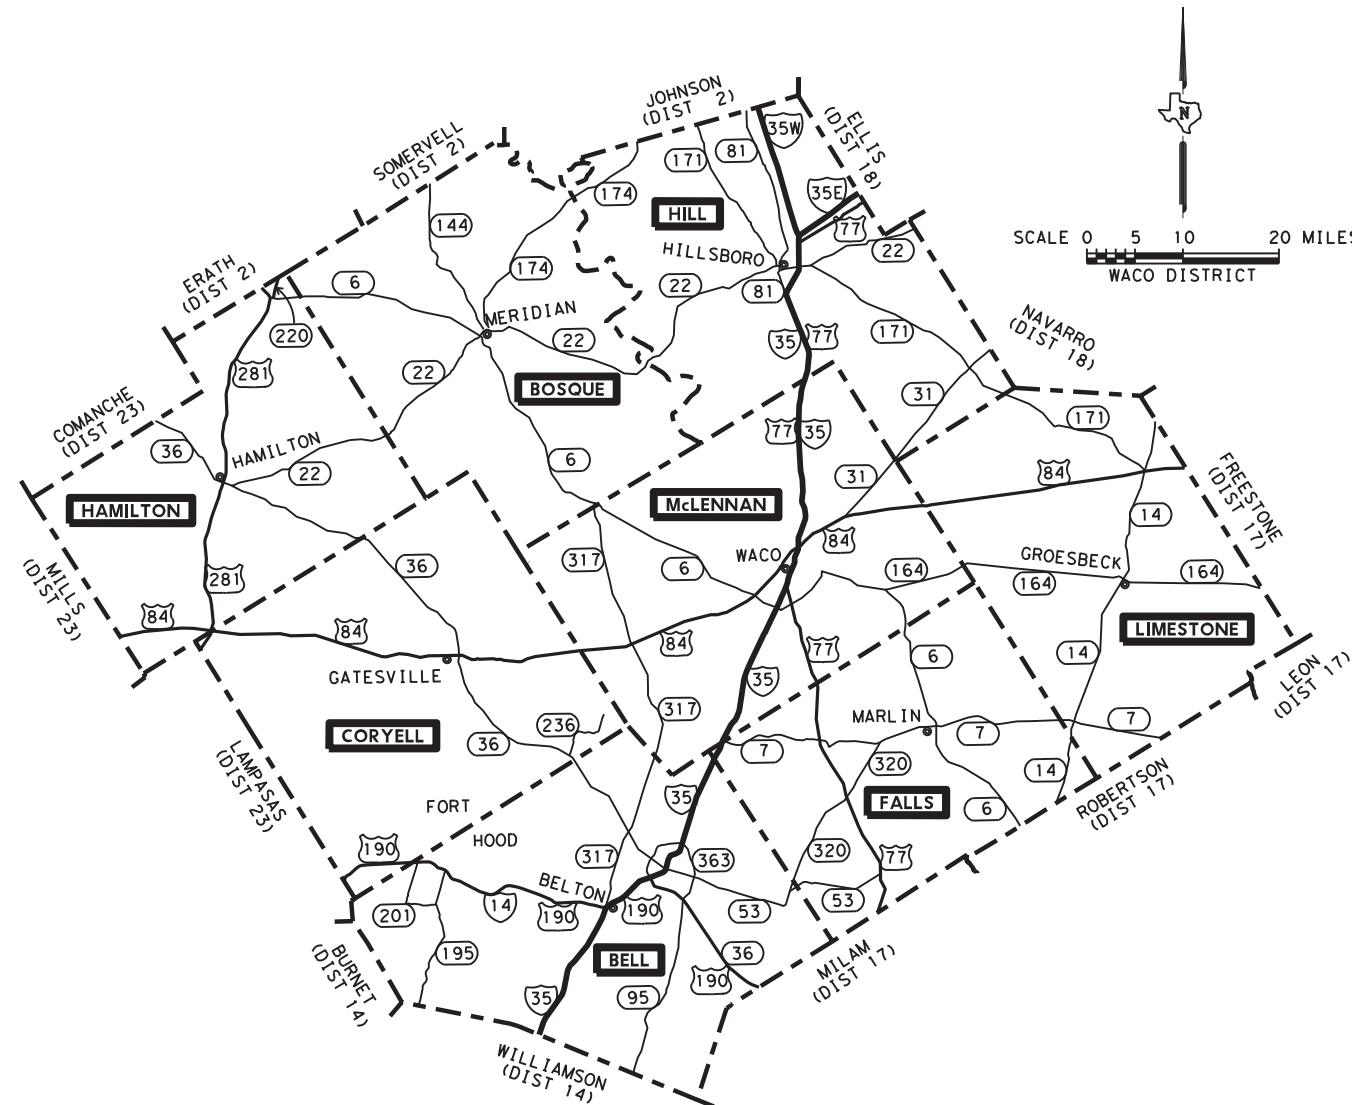 JOHNSON
(DIST 2)
35W
ELLIS
(DIST 18)
N
SOMERVELL
(DIST 2)
171
81
174
35E
144
HILL
77
SCALE 0 5 10 20 MILES
HILLSBORO
22
WACO DISTRICT
ERATH
(DIST 2)
6
174
22
81
220
MERIDIAN
22
35
77
171
NAVARRO
(DIST 18)
281
22
BOSQUE
31
COMANCHE
(DIST 23)
36
HAMILTON
22
6
77
35
171
31
84
FREESTONE
(DIST 17)
HAMILTON
McLENNAN
14
MILLS
(DIST 23)
281
36
317
6
WACO
84
164
GROESBECK
164
164
84
84
84
77
6
LIMESTONE
14
GATESVILLE
35
LEON
(DIST 17)
CORYELL
236
36
317
MARLIN
7
7
7
LAMPASAS
(DIST 23)
320
14
ROBERTSON
(DIST 17)
FORT
HOOD
35
FALLS
6
190
317
363
320
77
BELTON
201
14
190
190
53
53
195
BELL
36
190
MILAM
(DIST 17)
BURNET
(DIST 14)
35
95
WILLIAMSON
(DIST 14)